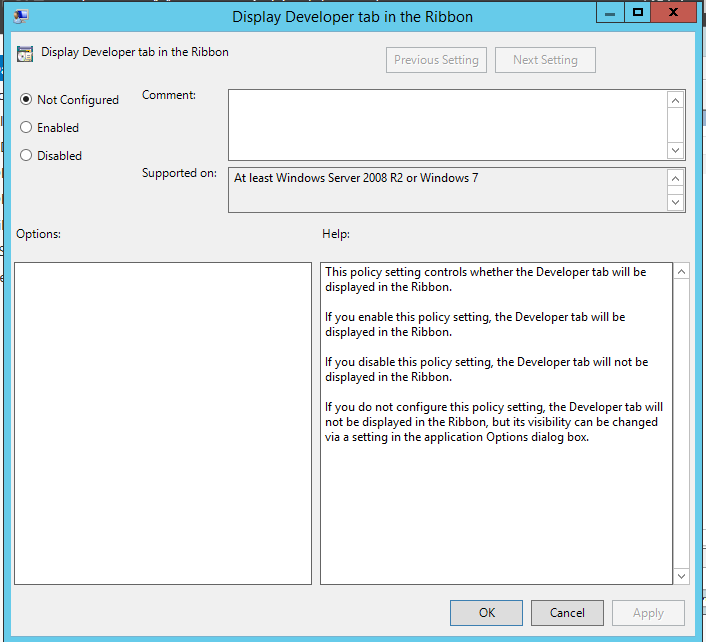 Display Developer tab in the Ribbon
Display Developer tab in the Ribbon
Previous Setting
Next Setting
Not Configured
Comment:
Enabled
Disabled
Supported on:
At least Windows Server 2008 R2 or Windows 7
Options:
Help:
This policy setting controls whether the Developer tab will be
displayed in the Ribbon.
If you enable this policy setting, the Developer tab will be
displayed in the Ribbon.
If you disable this policy setting, the Developer tab will not be
displayed in the Ribbon.
If you do not configure this policy setting, the Developer tab will
not be displayed in the Ribbon, but its visibility can be changed
via a setting in the application Options dialog box.
OK
Cancel
Apply